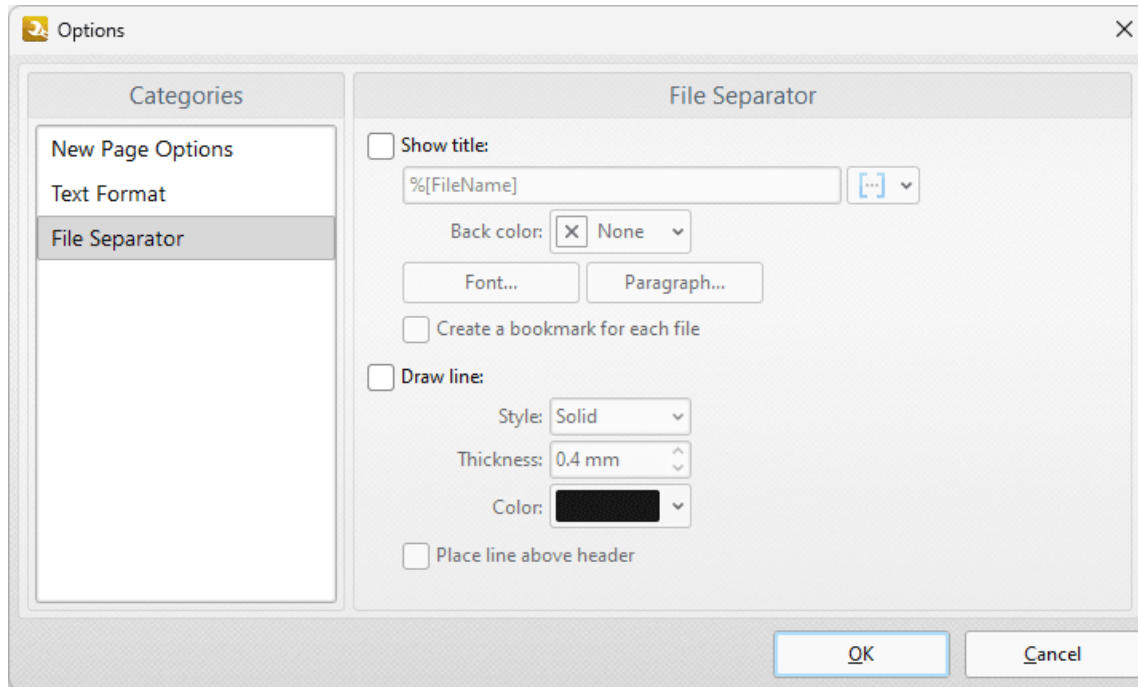 Options
Categories
New Page Options
Text Format
File Separator
File Separator
Show title:
%[FileName]
Back color: None
Font... Paragraph...
Create a bookmark for each file
Draw line:
Style: Solid
Thickness: 0.4 mm
Color:
Place line above header
OK Cancel